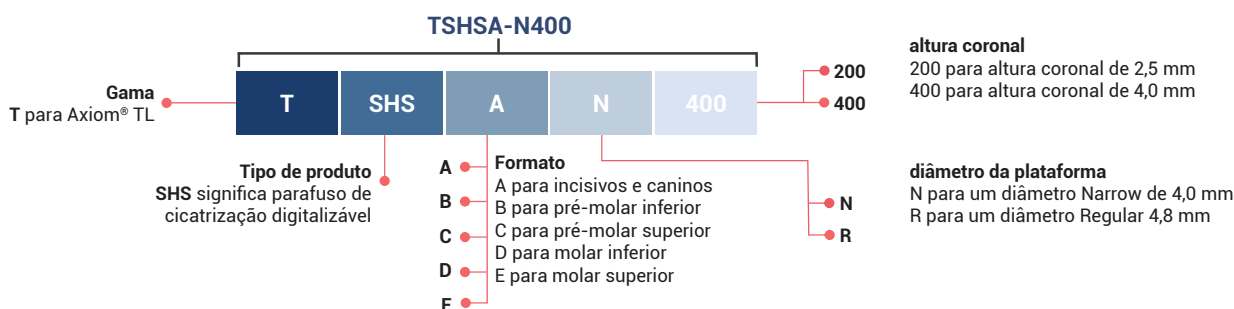 TSHSA-N400
Gama
T para Axiom® TL
T
SHS
A
N
400
200
400
altura coronal
200 para altura coronal de 2,5 mm
400 para altura coronal de 4,0 mm
Tipo de produto
SHS significa parafuso de
cicatrização digitalizável
A
B
C
D
E
Formato
A para incisivos e caninos
B para pré-molar inferior
C para pré-molar superior
D para molar inferior
E para molar superior
N
R
diâmetro da plataforma
N para um diâmetro Narrow de 4,0 mm
R para um diâmetro Regular 4,8 mm